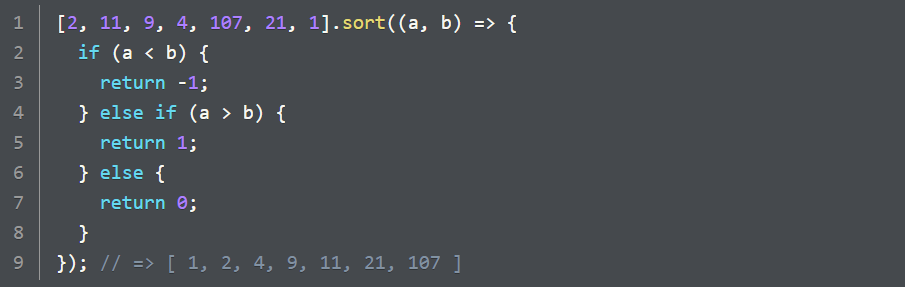 1 [2, 11, 9, 4, 107, 21, 1].sort((a, b) => {
2   if (a < b) {
3     return -1;
4   } else if (a > b) {
5     return 1;
6   } else {
7     return 0;
8   }
9 }); // => [ 1, 2, 4, 9, 11, 21, 107 ]